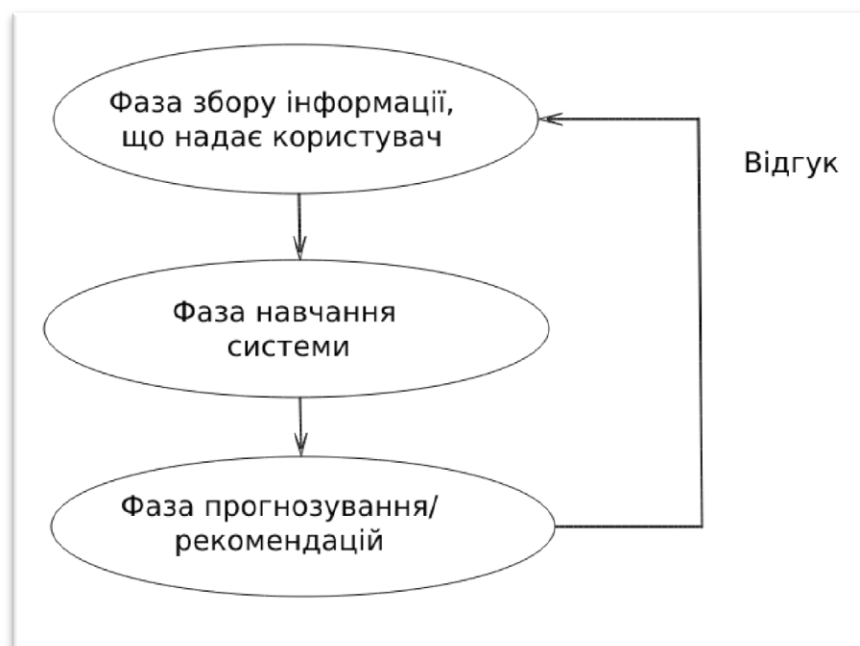 Фаза збору інформації,
що надає користувач
Відгук
Фаза навчання
системи
Фаза прогнозування/
рекомендацій